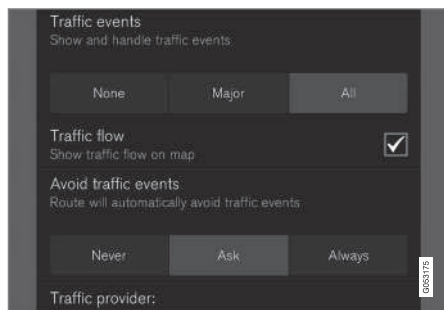 Traffic events
Show and handle traffic events
None Major All
Traffic flow
Show traffic flow on map
Avoid traffic events
Route will automatically avoid traffic events
Never Ask Always
Traffic provider:
G053175